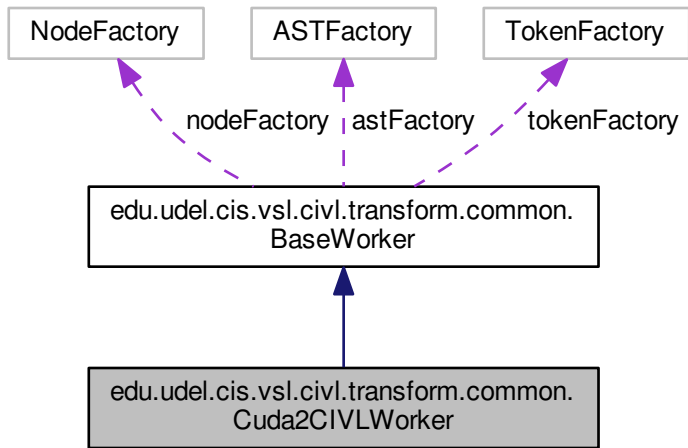 NodeFactory
ASTFactory
TokenFactory
nodeFactory
astFactory
tokenFactory
edu.udel.cis.vsl.civl.transform.common.
BaseWorker
edu.udel.cis.vsl.civl.transform.common.
Cuda2CIVLWorker